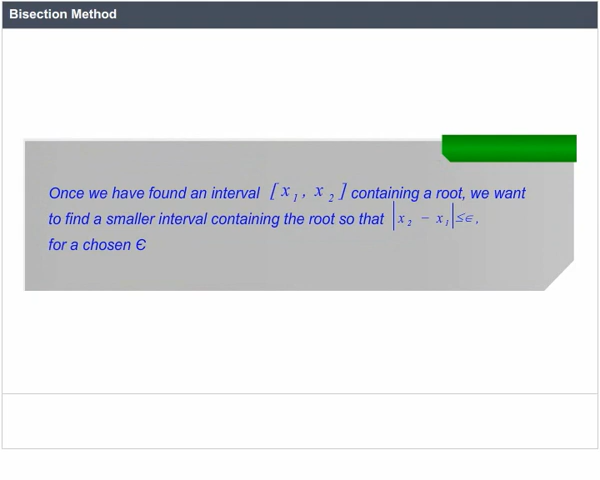 Bisection Method
Once we have found an interval [x₁, x₂] containing a root, we want
to find a smaller interval containing the root so that |x₂ − x₁|≤ϵ,
for a chosen Є